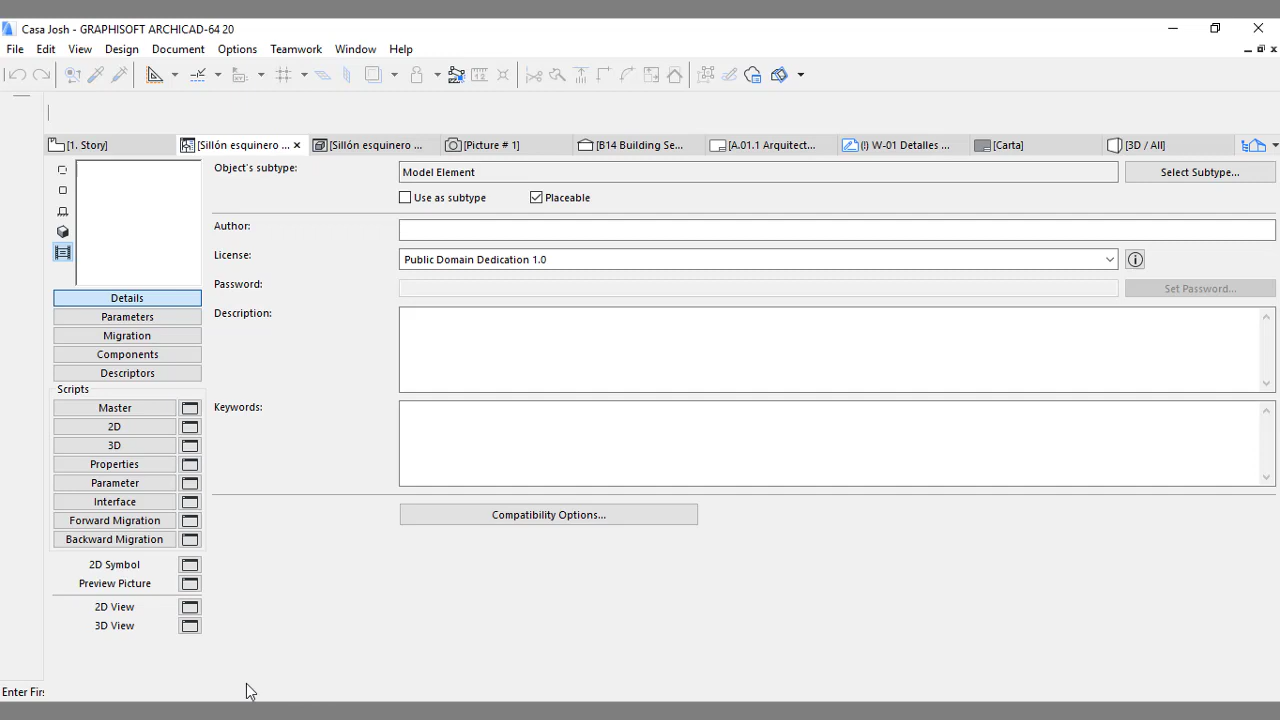 Casa Josh - GRAPHISOFT ARCHICAD-64 20
File Edit View Design Document Options Teamwork Window Help
[1. Story] [Sillón esquinero ... [Sillón esquinero ... [Picture # 1] [B14 Building Se... [A.01.1 Arquitect... (!) W-01 Detalles ... [Carta] [3D / All]
Object's subtype: Model Element Select Subtype...
Use as subtype Placeable
Author:
License: Public Domain Dedication 1.0
Password: Set Password...
Description:
Keywords:
Compatibility Options...
Details
Parameters
Migration
Components
Descriptors
Scripts
Master
2D
3D
Properties
Parameter
Interface
Forward Migration
Backward Migration
2D Symbol
Preview Picture
2D View
3D View
Enter Firs